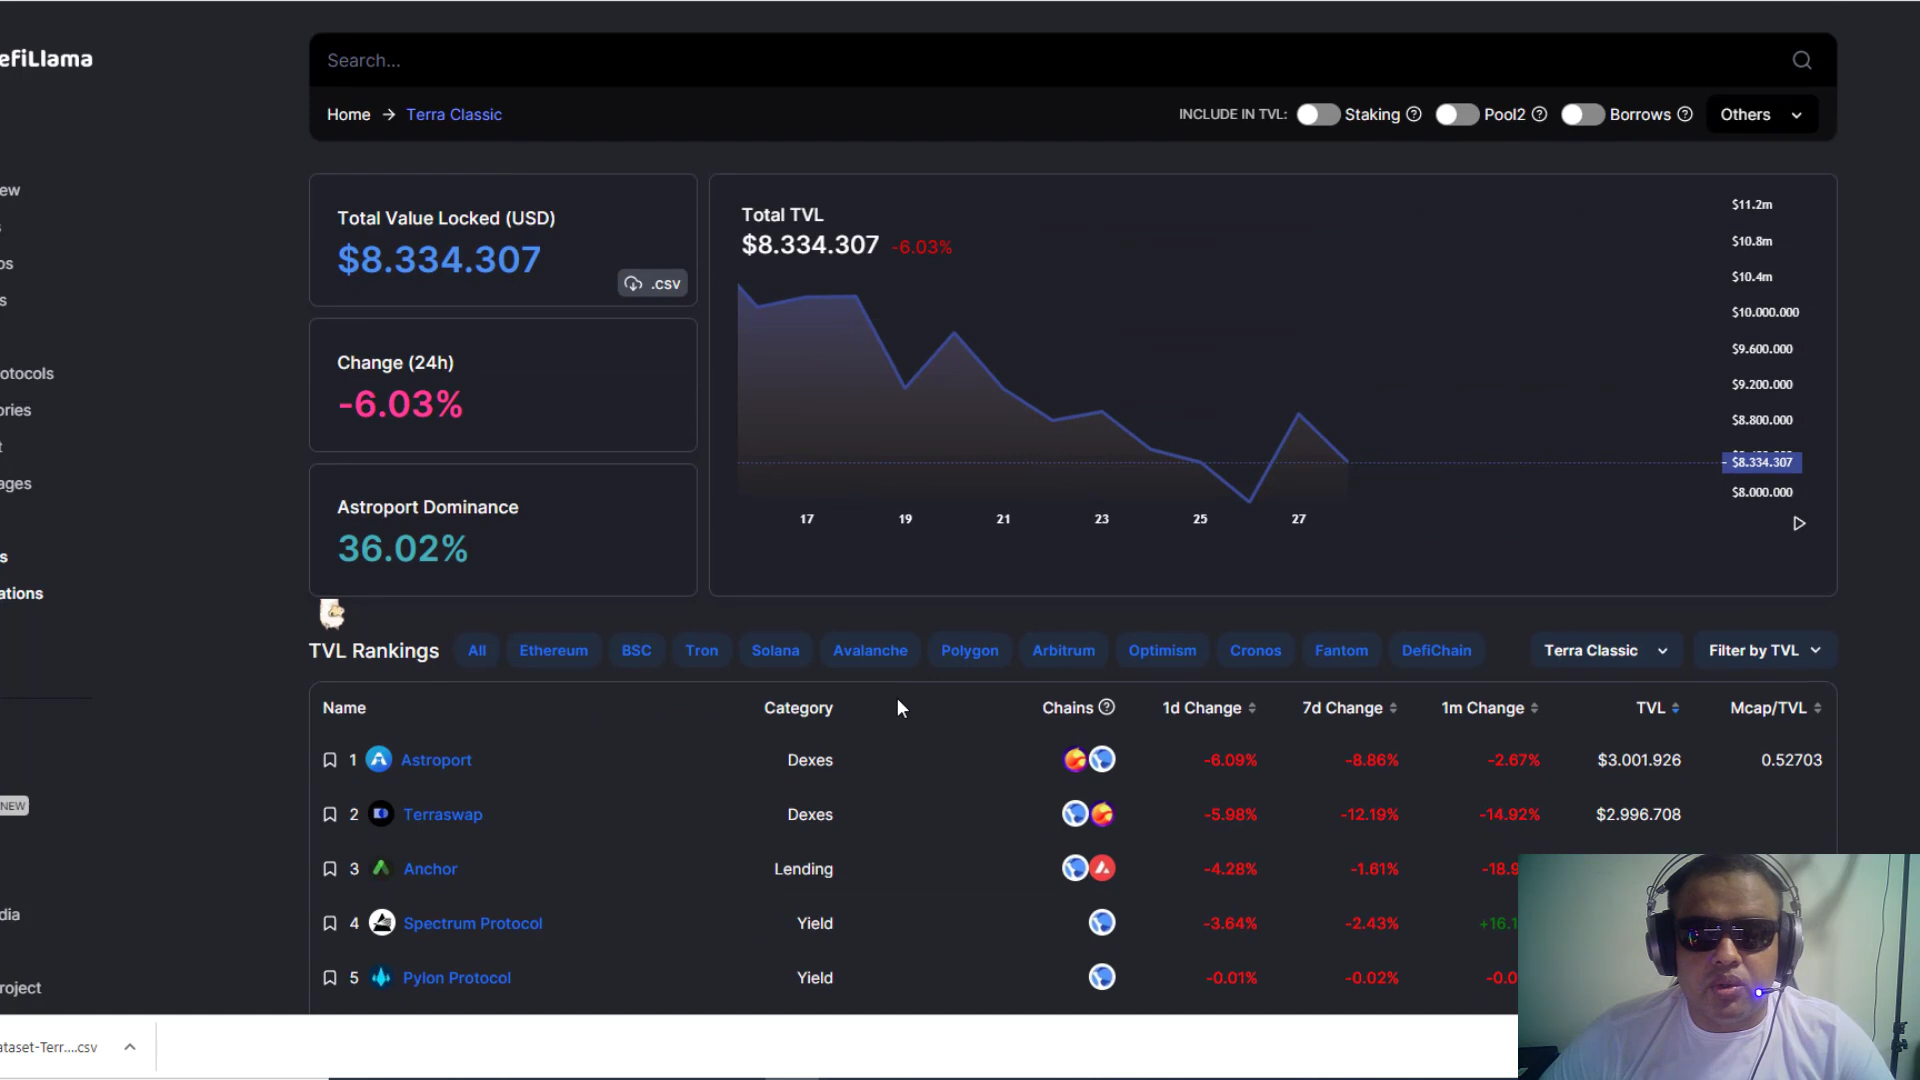 efiLlama
Search...
Home → Terra Classic
INCLUDE IN TVL: Staking Pool2 Borrows Others
ew
s
os
s
otocols
ories
t
ages
s
ations
NEW
dia
roject
Total Value Locked (USD)
$8.334.307
.csv
Change (24h)
-6.03%
Astroport Dominance
36.02%
Total TVL
$8.334.307 -6.03%
$11.2m
$10.8m
$10.4m
$10.000.000
$9.600.000
$9.200.000
$8.800.000
$8.334.307
$8.000.000
17 19 21 23 25 27
TVL Rankings All Ethereum BSC Tron Solana Avalanche Polygon Arbitrum Optimism Cronos Fantom DefiChain Terra Classic Filter by TVL
Name Category Chains 1d Change 7d Change 1m Change TVL Mcap/TVL
1 Astroport Dexes -6.09% -8.86% -2.67% $3.001.926 0.52703
2 Terraswap Dexes -5.98% -12.19% -14.92% $2.996.708
3 Anchor Lending -4.28% -1.61% -18.9
4 Spectrum Protocol Yield -3.64% -2.43% +16.1
5 Pylon Protocol Yield -0.01% -0.02% -0.0
ataset-Terr....csv